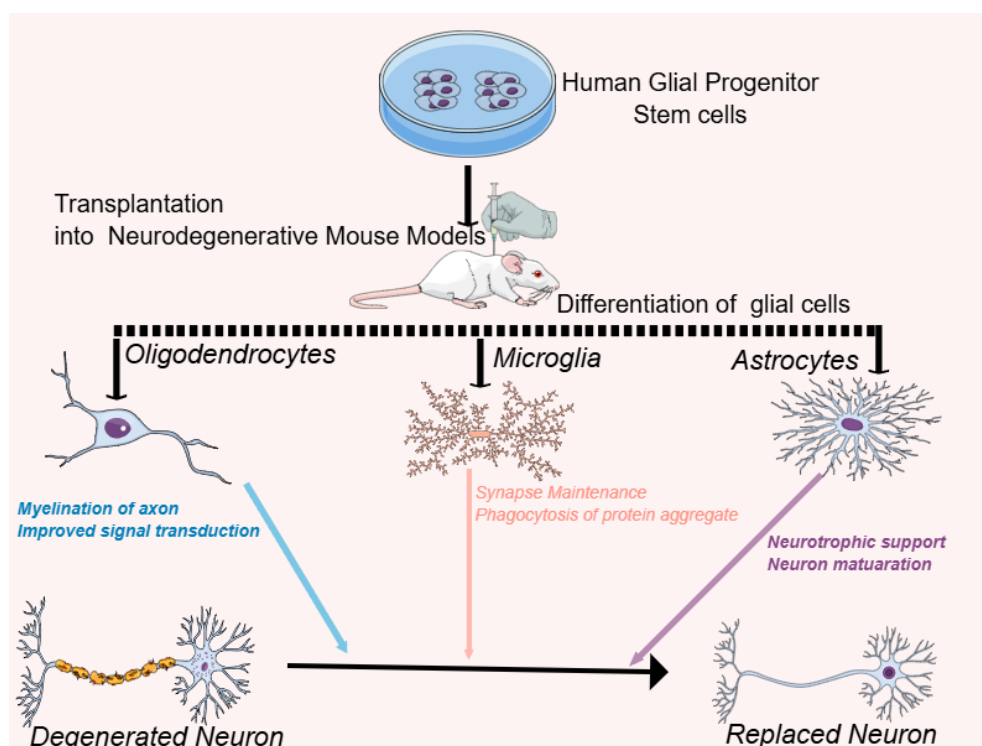 Human Glial Progenitor
Stem cells
Transplantation
into Neurodegenerative Mouse Models
Differentiation of glial cells
Oligodendrocytes
Microglia
Astrocytes
Myelination of axon
Improved signal transduction
Synapse Maintenance
Phagocytosis of protein aggregate
Neurotrophic support
Neuron matuaration
Degenerated Neuron
Replaced Neuron